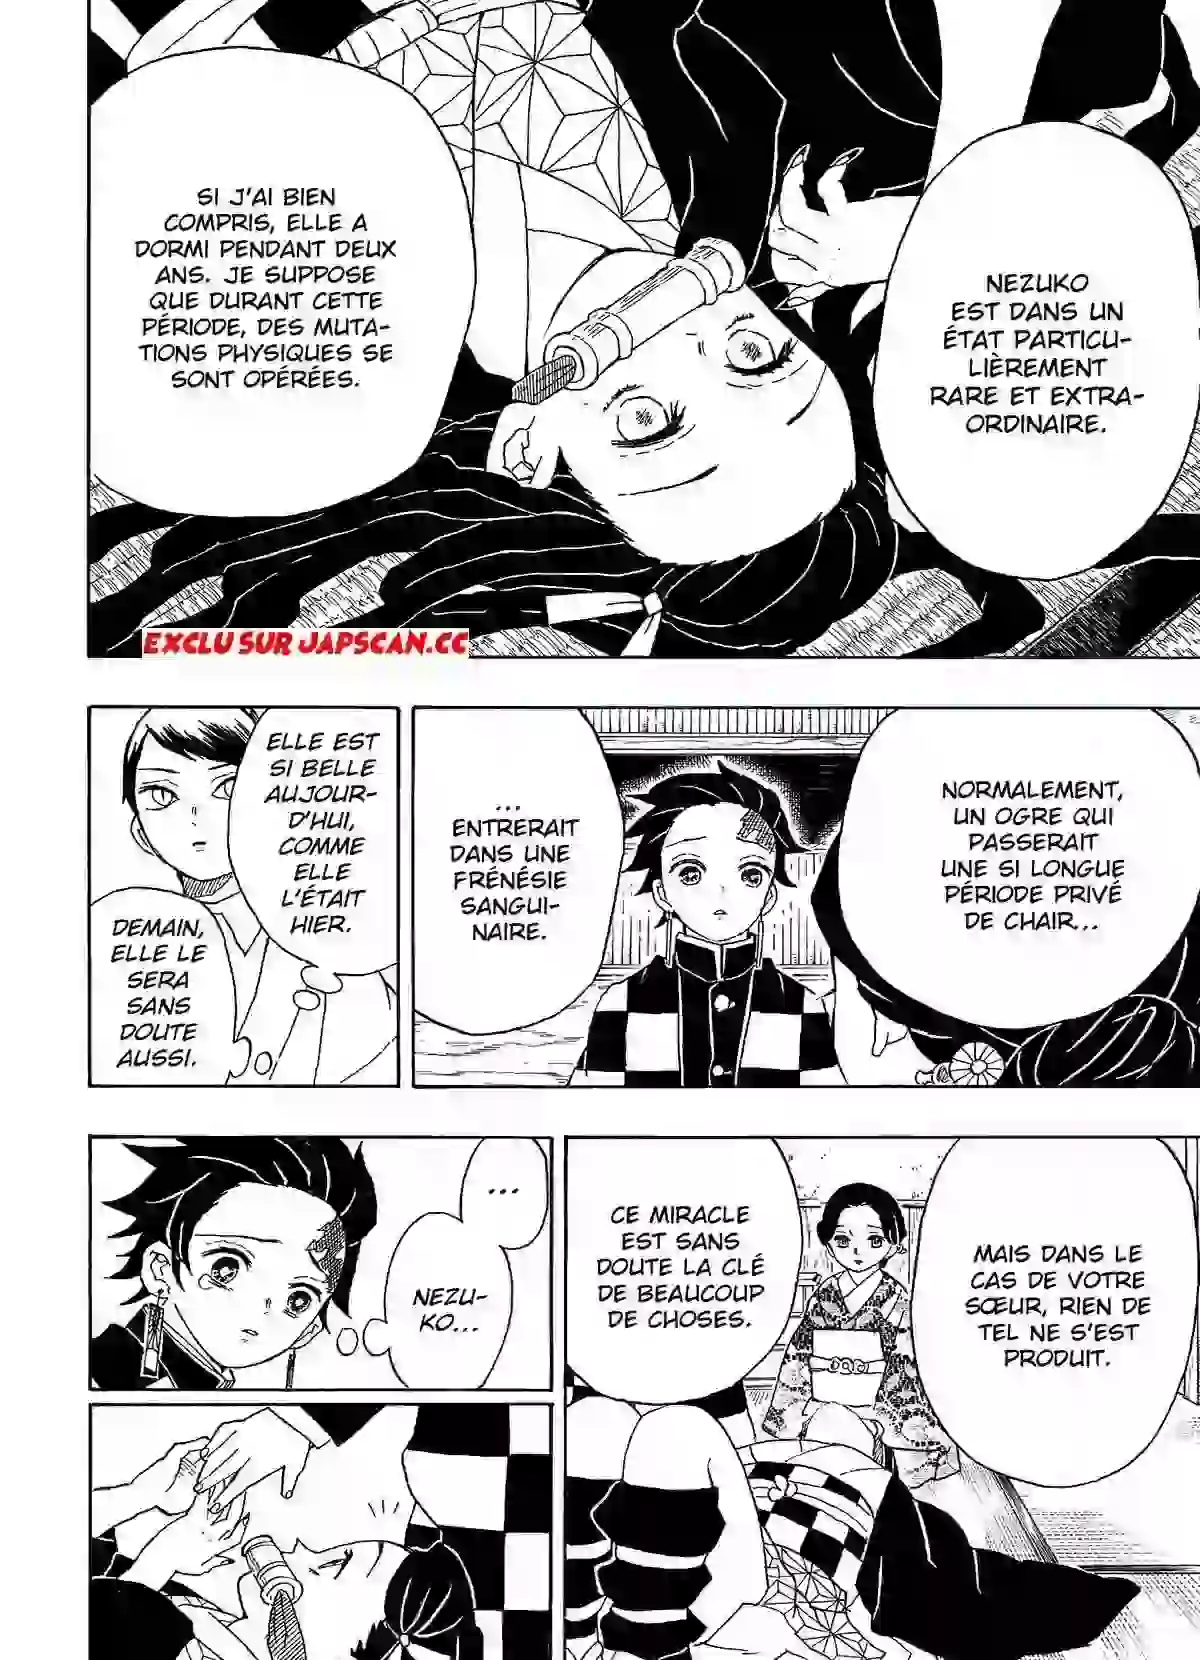 NEZUKO
EST DANS UN
ÉTAT PARTICU-
LIÈREMENT
RARE ET EXTRA-
ORDINAIRE.
SI J'AI BIEN
COMPRIS, ELLE A
DORMI PENDANT DEUX
ANS. JE SUPPOSE
QUE DURANT CETTE
PÉRIODE, DES MUTA-
TIONS PHYSIQUES SE
SONT OPÉRÉES.
EXCLU SUR JAPSCAN.CC
NORMALEMENT,
UN OGRE QUI
PASSERAIT
UNE SI LONGUE
PÉRIODE PRIVÉ
DE CHAIR...
...
ENTRERAIT
DANS UNE
FRÉNÉSIE
SANGUI-
NAIRE.
ELLE EST
SI BELLE
AUJOUR-
D'HUI,
COMME
ELLE
L'ÉTAIT
HIER.
DEMAIN,
ELLE LE
SERA
SANS
DOUTE
AUSSI.
MAIS DANS LE
CAS DE VOTRE
SŒUR, RIEN DE
TEL NE S'EST
PRODUIT.
CE MIRACLE
EST SANS
DOUTE LA CLÉ
DE BEAUCOUP
DE CHOSES.
...
NEZU-
KO...